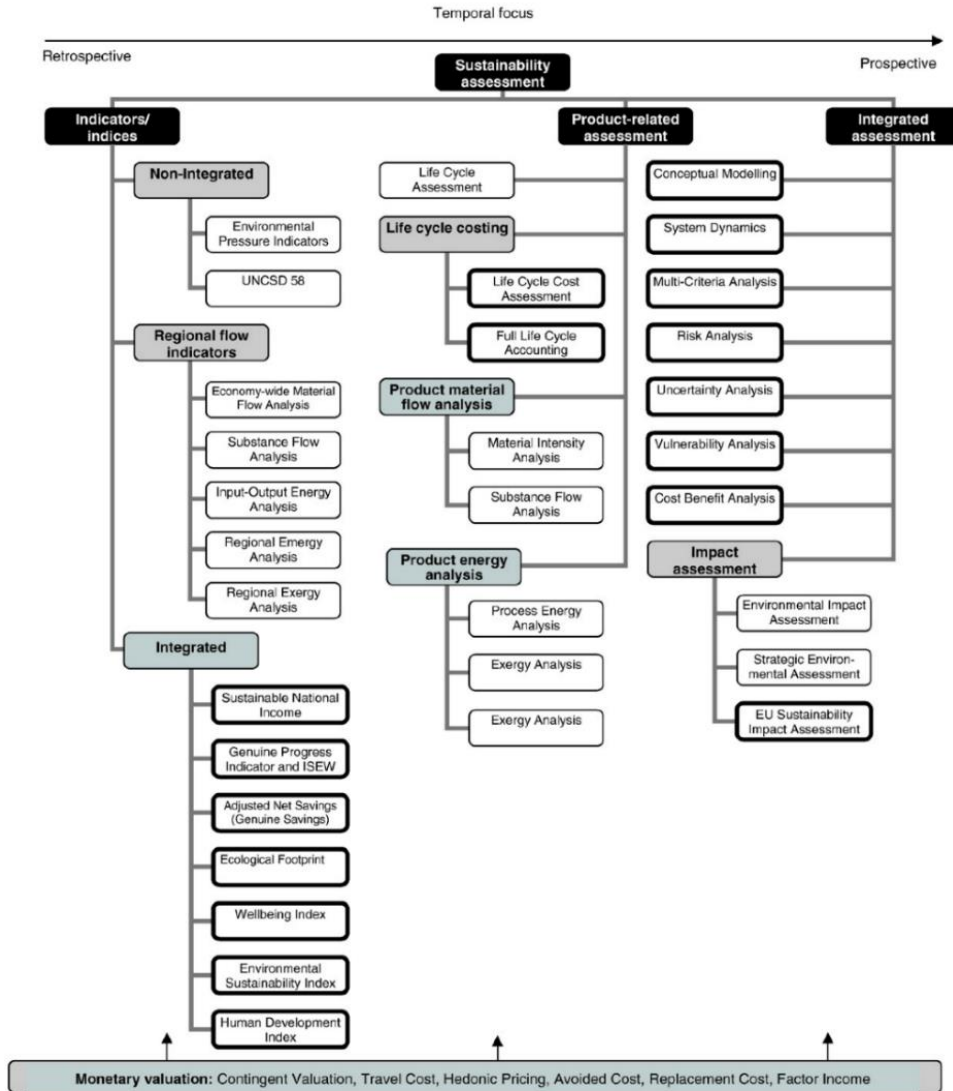 Temporal focus
Retrospective
Prospective
Sustainability
assessment
Indicators/
indices
Product-related
assessment
Integrated
assessment
Non-Integrated
Environmental
Pressure Indicators
UNCSD 58
Regional flow
indicators
Economy-wide Material
Flow Analysis
Substance Flow
Analysis
Input-Output Energy
Analysis
Regional Emergy
Analysis
Regional Exergy
Analysis
Integrated
Sustainable National
Income
Genuine Progress
Indicator and ISEW
Adjusted Net Savings
(Genuine Savings)
Ecological Footprint
Wellbeing Index
Environmental
Sustainability Index
Human Development
Index
Life Cycle
Assessment
Life cycle costing
Life Cycle Cost
Assessment
Full Life Cycle
Accounting
Product material
flow analysis
Material Intensity
Analysis
Substance Flow
Analysis
Product energy
analysis
Process Energy
Analysis
Exergy Analysis
Exergy Analysis
Conceptual Modelling
System Dynamics
Multi-Criteria Analysis
Risk Analysis
Uncertainty Analysis
Vulnerability Analysis
Cost Benefit Analysis
Impact
assessment
Environmental Impact
Assessment
Strategic Environ-
mental Assessment
EU Sustainability
Impact Assessment
Monetary valuation: Contingent Valuation, Travel Cost, Hedonic Pricing, Avoided Cost, Replacement Cost, Factor Income